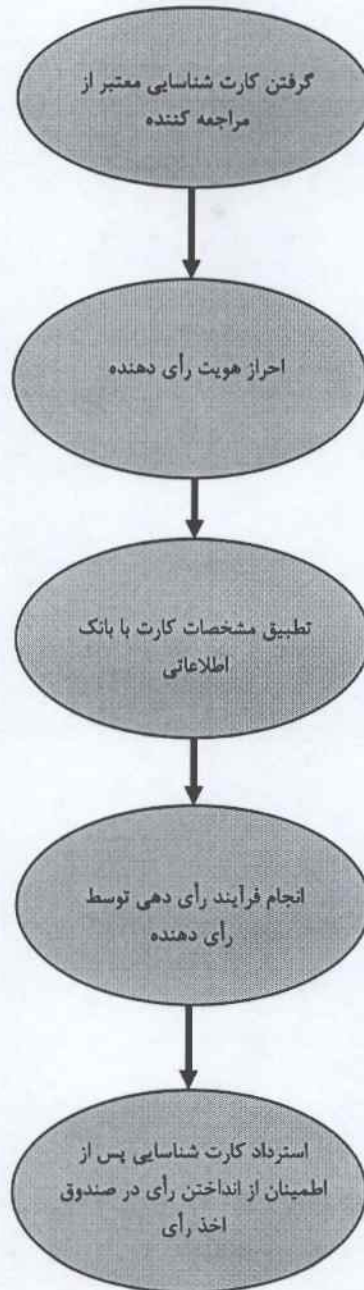 گرفتن کارت شناسایی معتبر از
مراجعه کننده
احراز هویت رأی دهنده
تطبیق مشخصات کارت با بانک
اطلاعاتی
انجام فرآیند رأی دهی توسط
رأی دهنده
استرداد کارت شناسایی پس از
اطمینان از انداختن رأی در صندوق
اخذ رأی